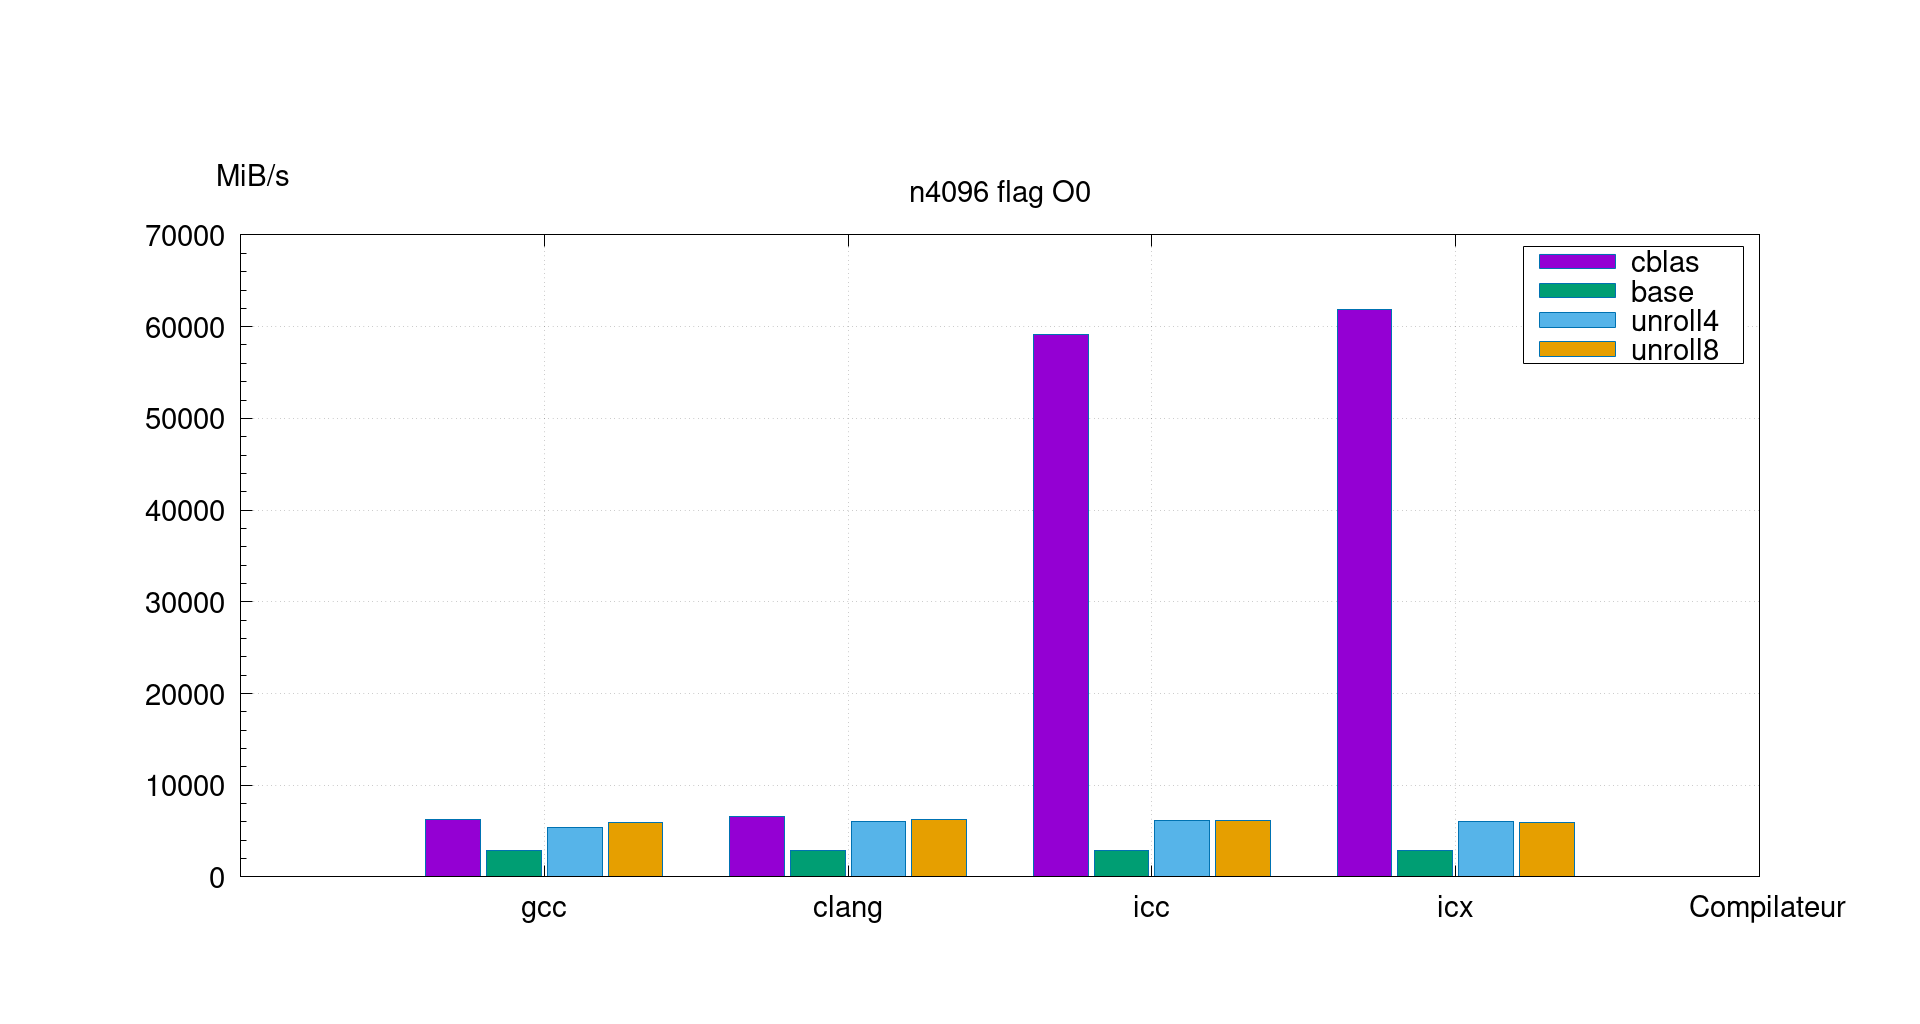 MiB/s
n4096 flag O0
70000
60000
50000
40000
30000
20000
10000
0
cblas
base
unroll4
unroll8
gcc clang icc icx Compilateur